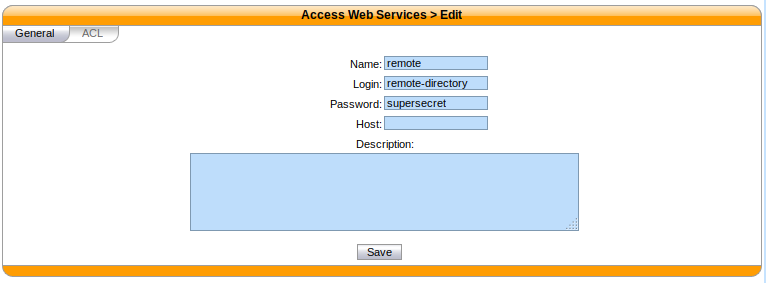 Access Web Services > Edit
General ACL
Name: remote
Login: remote-directory
Password: supersecret
Host:
Description:
Save